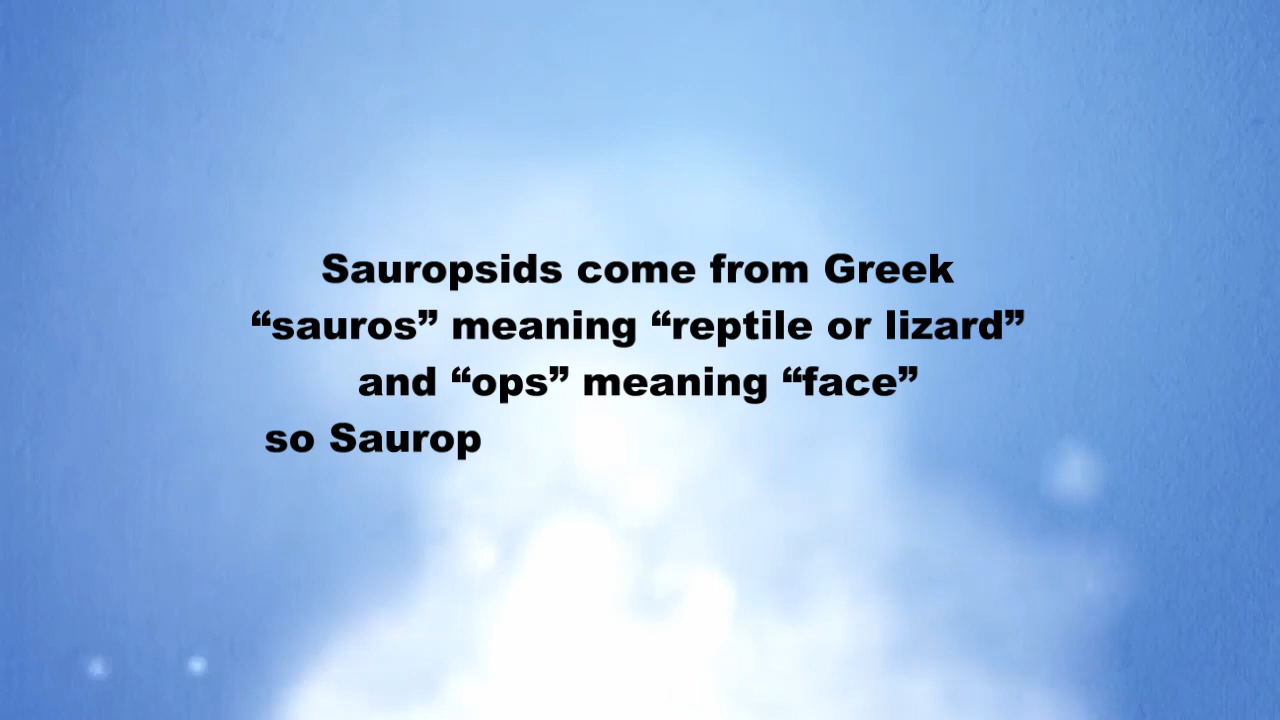 Sauropsids come from Greek
“sauros” meaning “reptile or lizard”
and “ops” meaning “face”
so Saurop